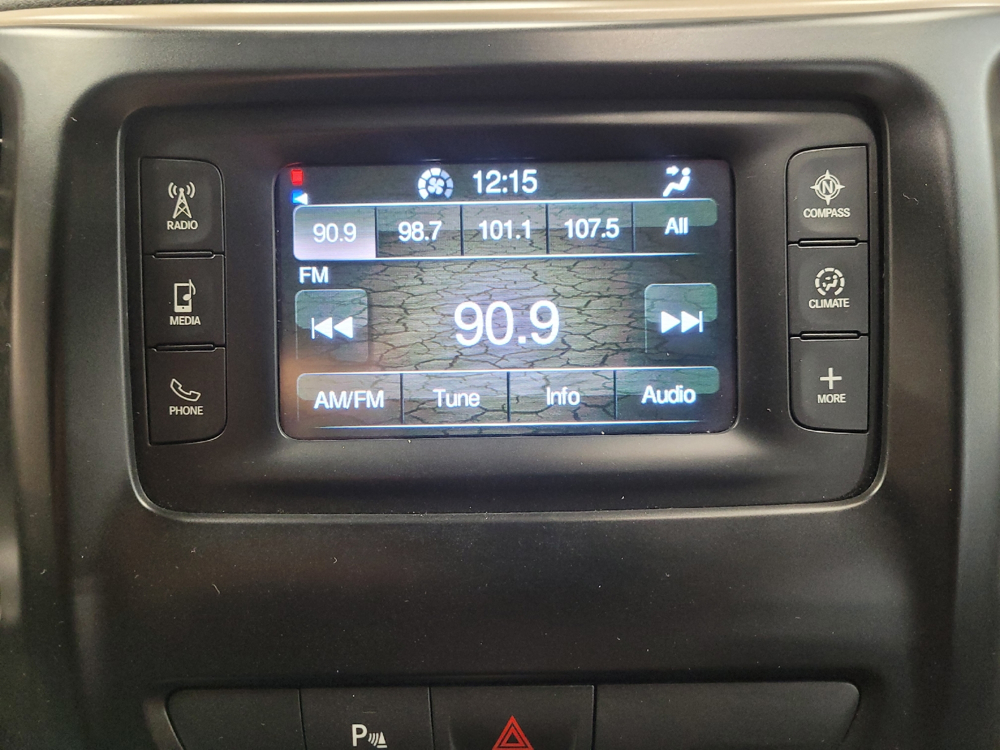 12:15
90.9 98.7 101.1 107.5 All
FM
90.9
AM/FM Tune Info Audio
RADIO
MEDIA
PHONE
N
COMPASS
CLIMATE
MORE
P